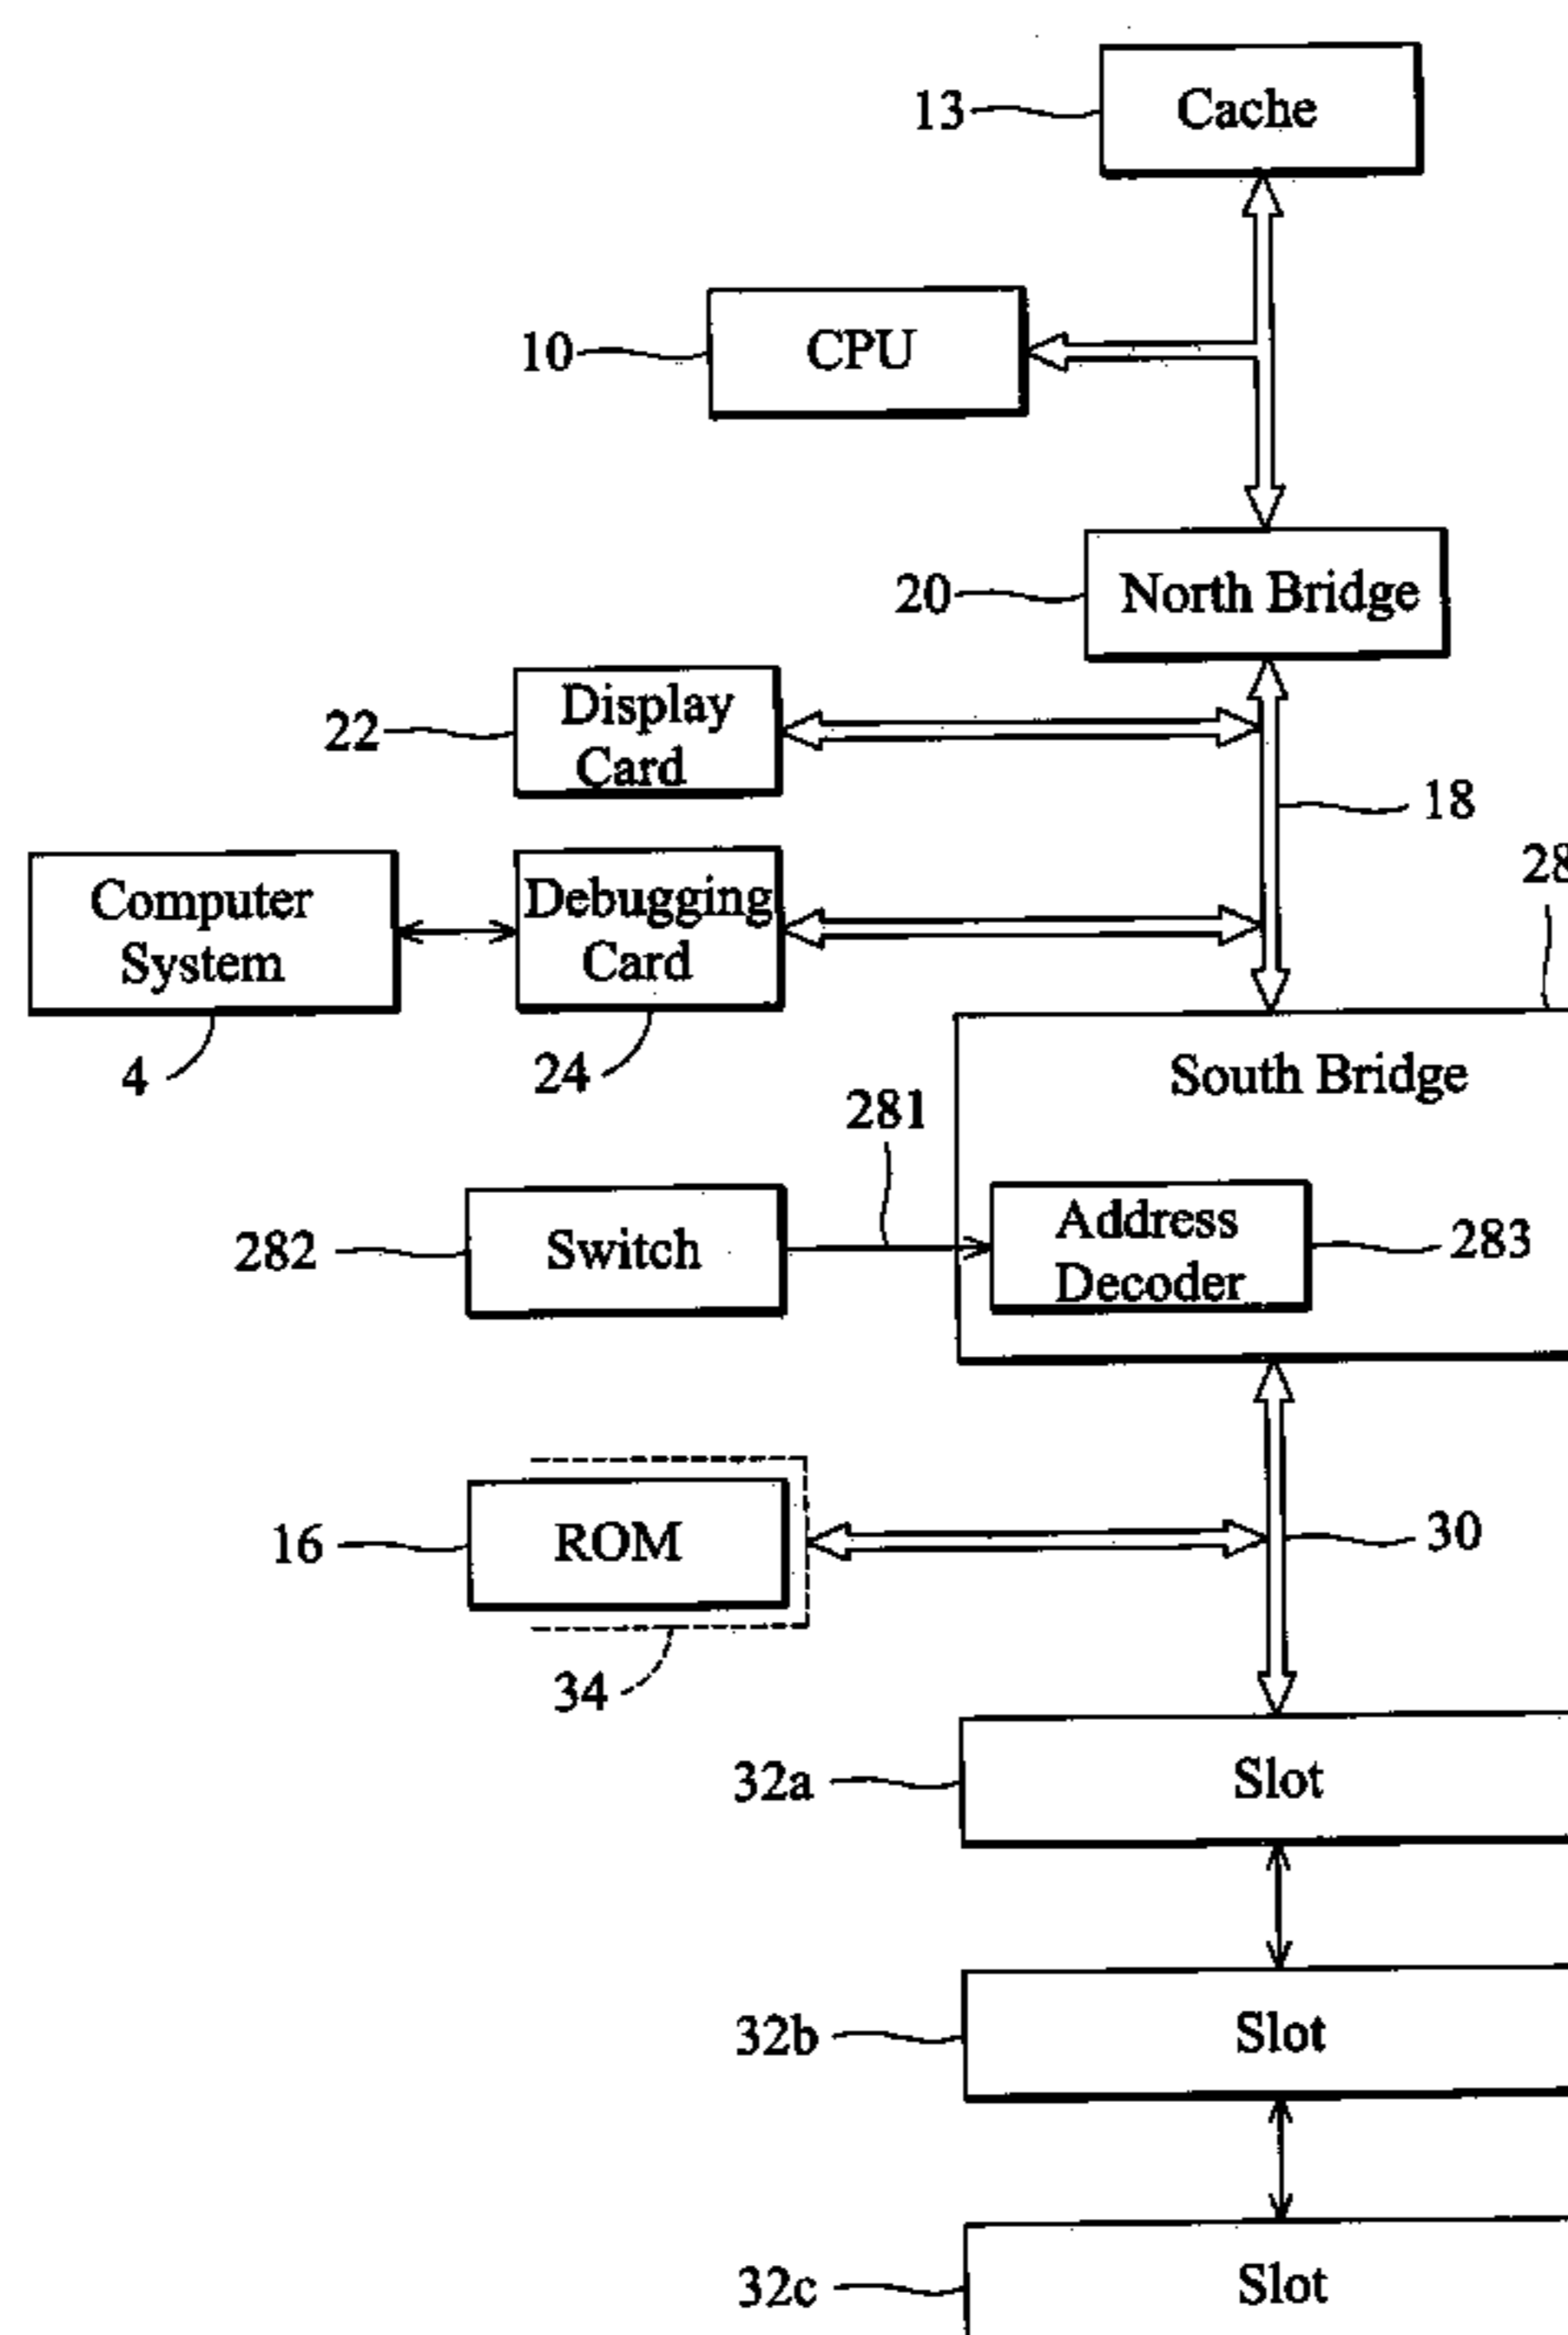 Cache
13
CPU
10
North Bridge
20
Display
Card
22
18
28
Computer
System
Debugging
Card
4
24
South Bridge
281
Switch
282
Address
Decoder
283
ROM
16
30
34
Slot
32a
Slot
32b
Slot
32c